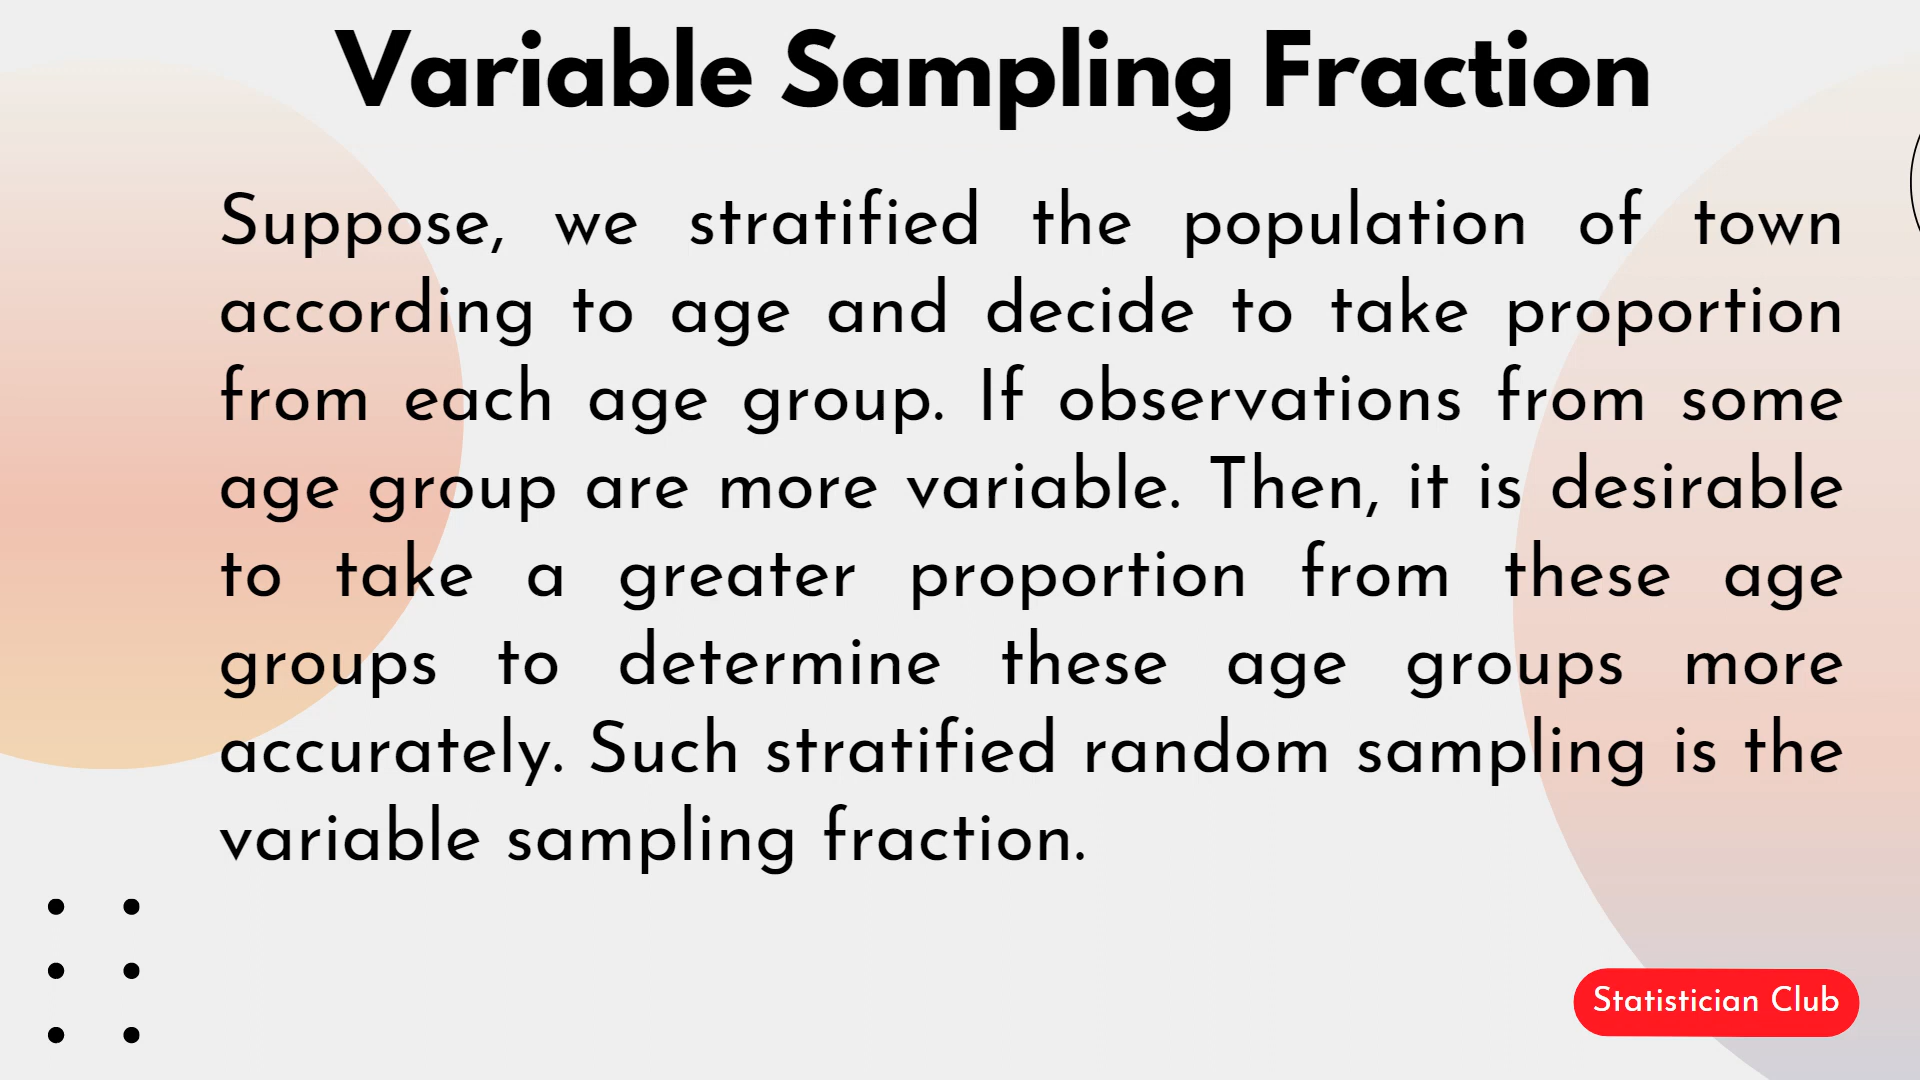 Variable Sampling Fraction
Suppose, we stratified the population of town
according to age and decide to take proportion
from each age group. If observations from some
age group are more variable. Then, it is desirable
to take a greater proportion from these age
groups to determine these age groups more
accurately. Such stratified random sampling is the
variable sampling fraction.
Statistician Club